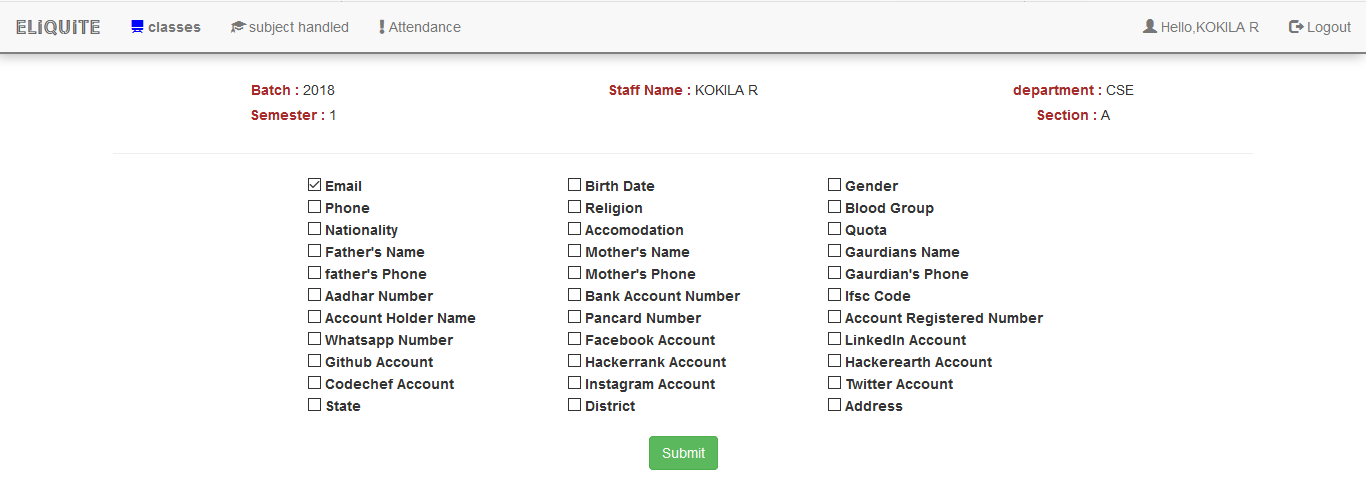 ELiQUiTE classes subject handled Attendance Hello,KOKILA R Logout
Batch : 2018 Staff Name : KOKILA R department : CSE
Semester : 1 Section : A
Email Birth Date Gender
Phone Religion Blood Group
Nationality Accomodation Quota
Father's Name Mother's Name Gaurdians Name
father's Phone Mother's Phone Gaurdian's Phone
Aadhar Number Bank Account Number Ifsc Code
Account Holder Name Pancard Number Account Registered Number
Whatsapp Number Facebook Account LinkedIn Account
Github Account Hackerrank Account Hackerearth Account
Codechef Account Instagram Account Twitter Account
State District Address
Submit